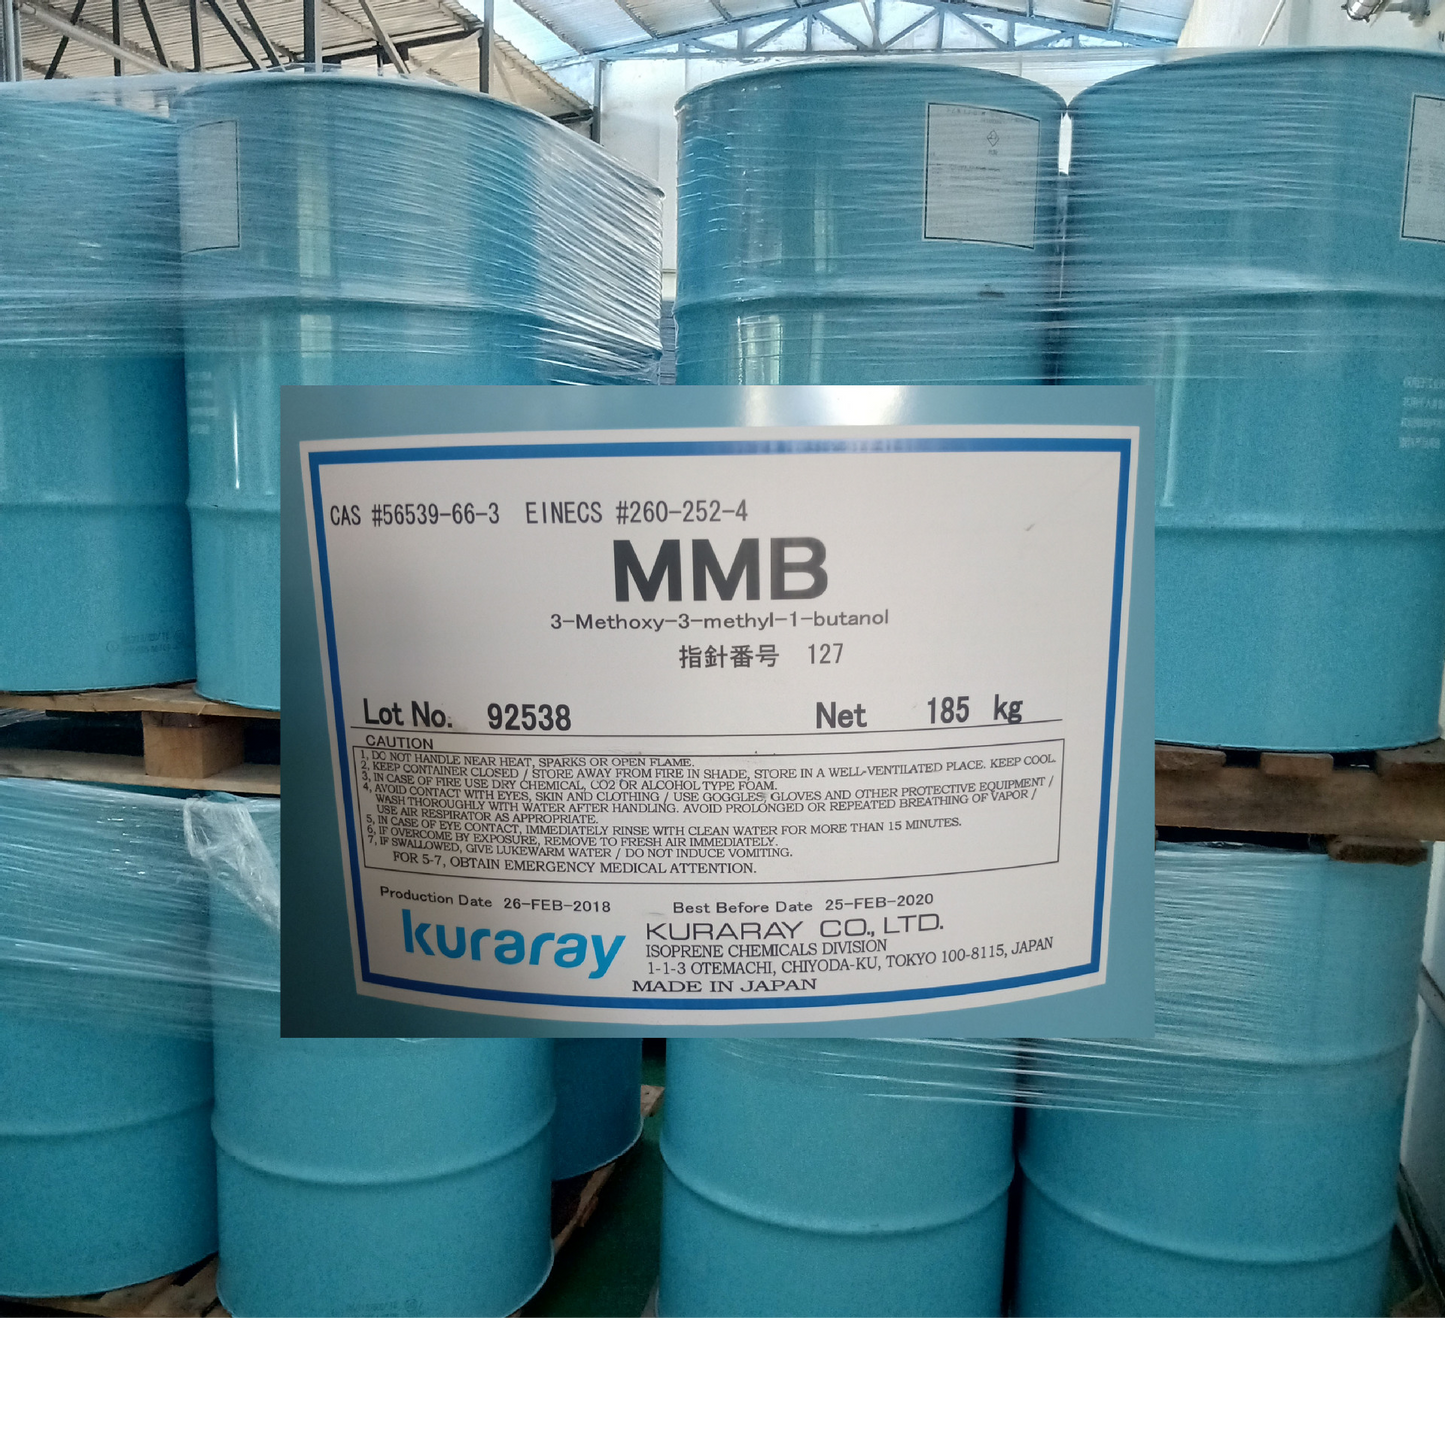 CAS #56539-66-3 EINECS #260-252-4
MMB
3-Methoxy-3-methyl-1-butanol
指針番号 127
Lot No. 92538 Net 185 kg
CAUTION
1, DO NOT HANDLE NEAR HEAT, SPARKS OR OPEN FLAME.
2, KEEP CONTAINER CLOSED / STORE AWAY FROM FIRE IN SHADE, STORE IN A WELL-VENTILATED PLACE. KEEP COOL.
3, IN CASE OF FIRE USE DRY CHEMICAL, CO2 OR ALCOHOL TYPE FOAM.
4, AVOID CONTACT WITH EYES, SKIN AND CLOTHING / USE GOGGLES, GLOVES AND OTHER PROTECTIVE EQUIPMENT /
WASH THOROUGHLY WITH WATER AFTER HANDLING. AVOID PROLONGED OR REPEATED BREATHING OF VAPOR /
USE AIR RESPIRATOR AS APPROPRIATE.
5, IN CASE OF EYE CONTACT, IMMEDIATELY RINSE WITH CLEAN WATER FOR MORE THAN 15 MINUTES.
6, IF OVERCOME BY EXPOSURE, REMOVE TO FRESH AIR IMMEDIATELY.
7, IF SWALLOWED, GIVE LUKEWARM WATER / DO NOT INDUCE VOMITING.
FOR 5-7, OBTAIN EMERGENCY MEDICAL ATTENTION.
Production Date 26-FEB-2018 Best Before Date 25-FEB-2020
kuraray KURARAY CO., LTD.
ISOPRENE CHEMICALS DIVISION
1-1-3 OTEMACHI, CHIYODA-KU, TOKYO 100-8115, JAPAN
MADE IN JAPAN